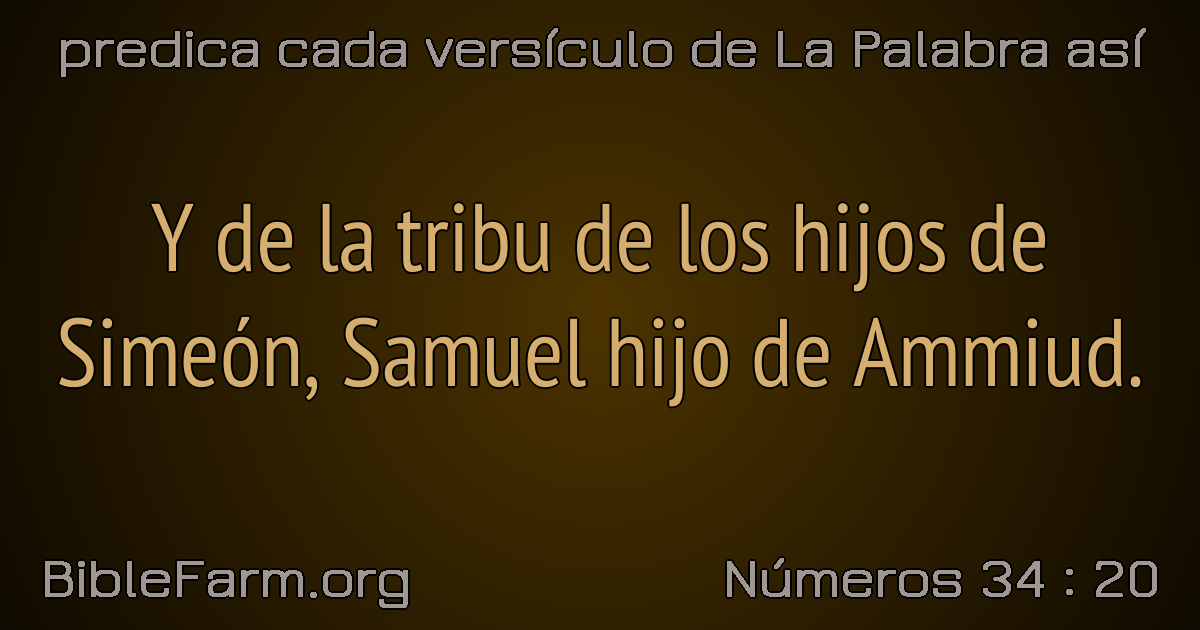 predica cada versículo de La Palabra así
Y de la tribu de los hijos de
Simeón, Samuel hijo de Ammiud.
BibleFarm.org
Números 34 : 20